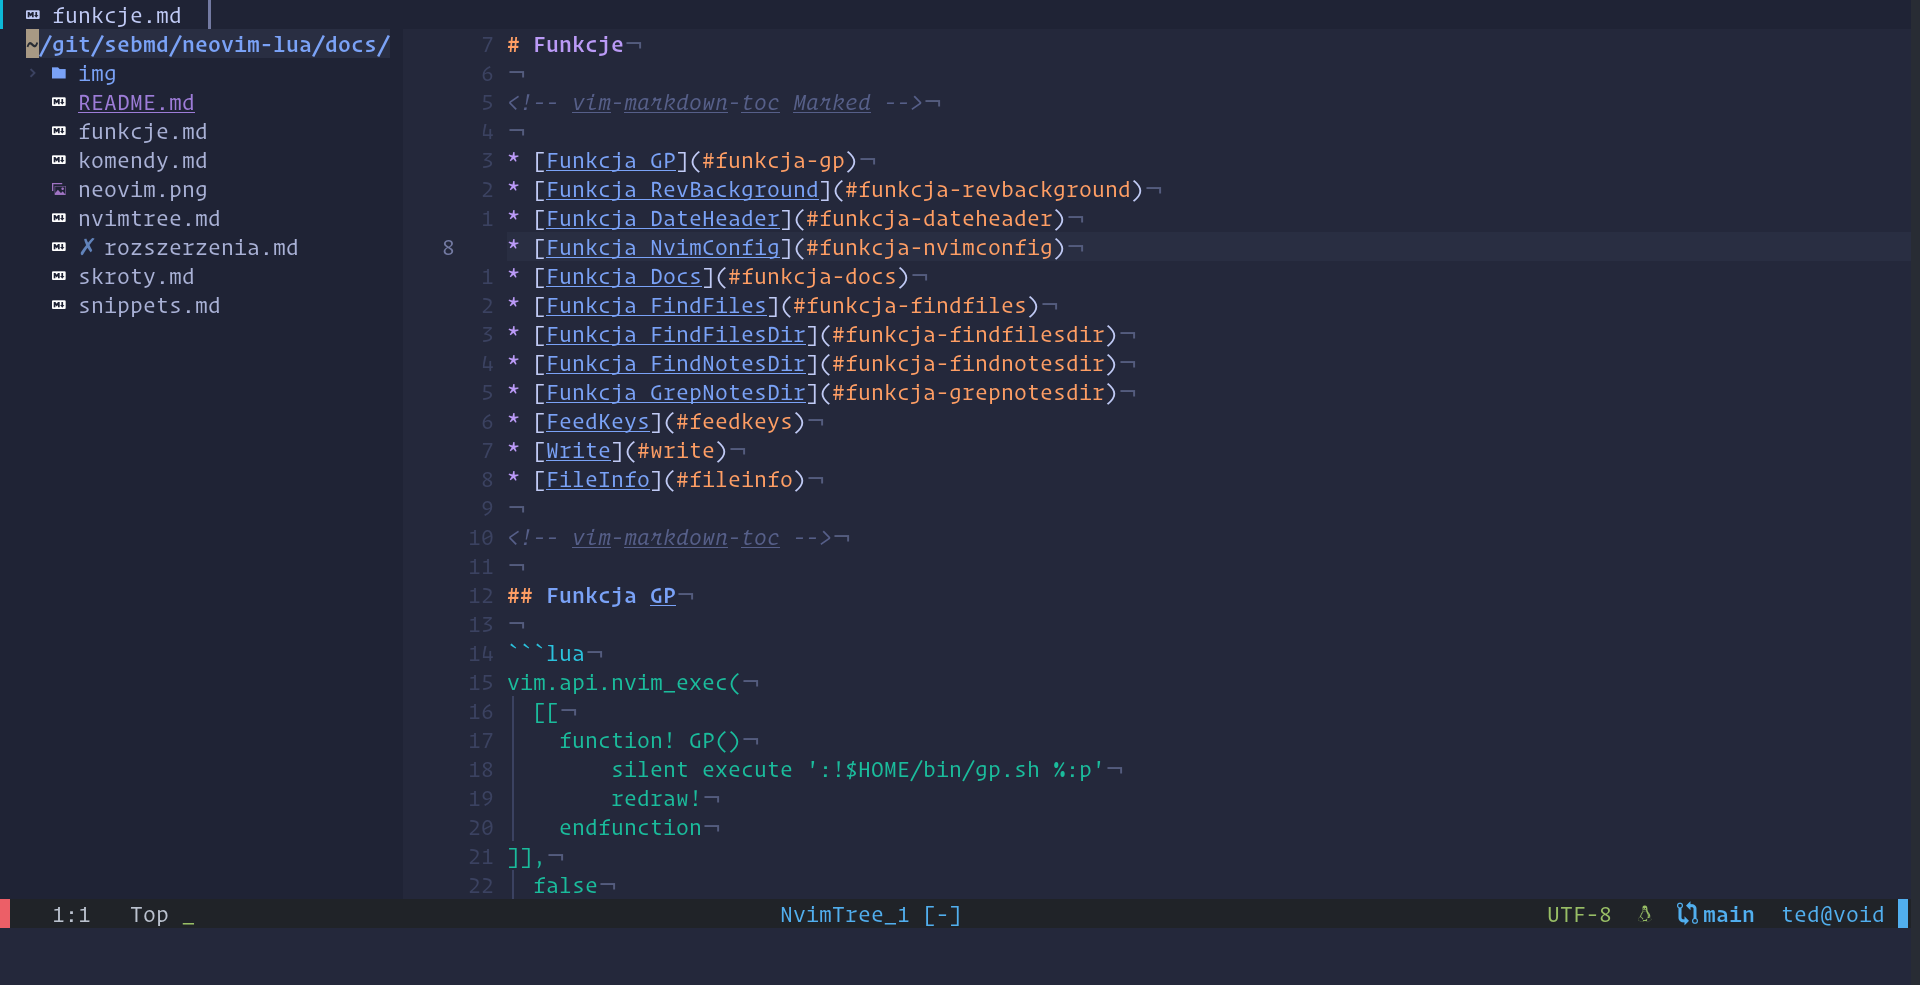 funkcje.md
~/git/sebmd/neovim-lua/docs/
img
README.md
funkcje.md
komendy.md
neovim.png
nvimtree.md
✗ rozszerzenia.md
skroty.md
snippets.md
7 # Funkcje¬
6 ¬
5 <!-- vim-markdown-toc Marked -->¬
4 ¬
3 * [Funkcja GP](#funkcja-gp)¬
2 * [Funkcja RevBackground](#funkcja-revbackground)¬
1 * [Funkcja DateHeader](#funkcja-dateheader)¬
8 * [Funkcja NvimConfig](#funkcja-nvimconfig)¬
1 * [Funkcja Docs](#funkcja-docs)¬
2 * [Funkcja FindFiles](#funkcja-findfiles)¬
3 * [Funkcja FindFilesDir](#funkcja-findfilesdir)¬
4 * [Funkcja FindNotesDir](#funkcja-findnotesdir)¬
5 * [Funkcja GrepNotesDir](#funkcja-grepnotesdir)¬
6 * [FeedKeys](#feedkeys)¬
7 * [Write](#write)¬
8 * [FileInfo](#fileinfo)¬
9 ¬
10 <!-- vim-markdown-toc -->¬
11 ¬
12 ## Funkcja GP¬
13 ¬
14 ```lua¬
15 vim.api.nvim_exec(¬
16 [[¬
17 function! GP()¬
18 silent execute ':!$HOME/bin/gp.sh %:p'¬
19 redraw!¬
20 endfunction¬
21 ]],¬
22 false¬
1:1 Top _ NvimTree_1 [-] UTF-8 main ted@void